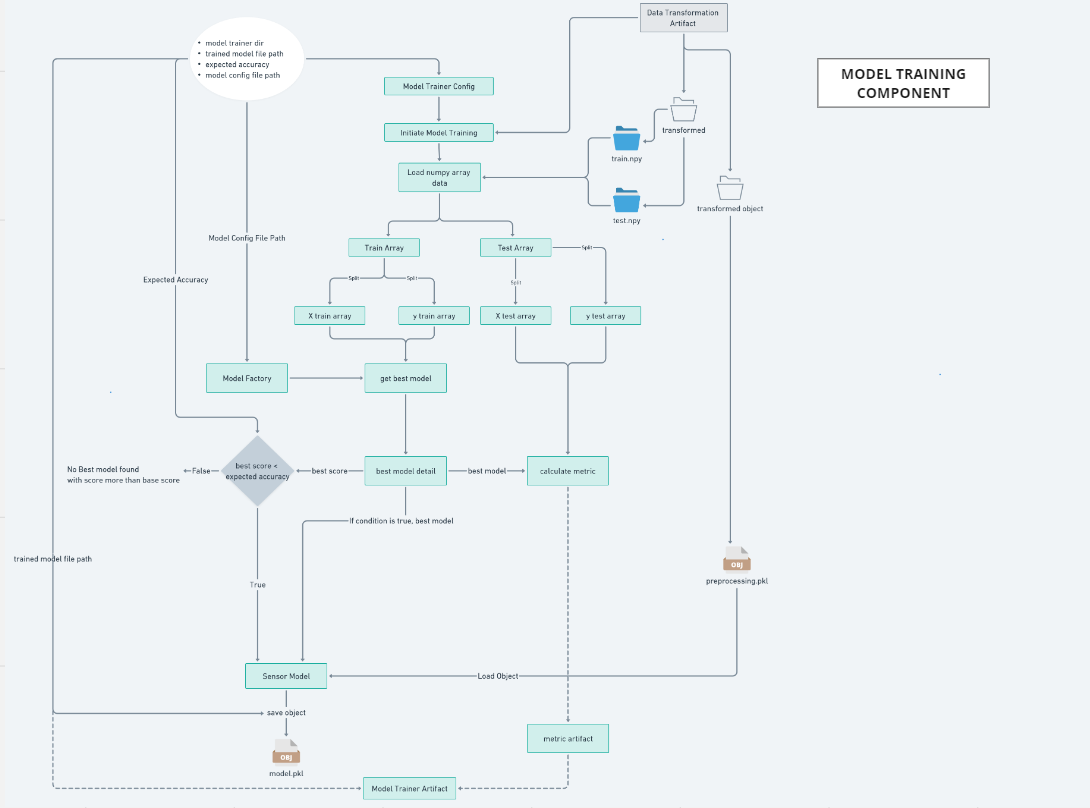 Data Transformation
Artifact
MODEL TRAINING
COMPONENT
• model trainer dir
• trained model file path
• expected accuracy
• model config file path
Model Trainer Config
Initiate Model Training
transformed
train.npy
Load numpy array
data
transformed object
test.npy
Model Config File Path
Train Array
Test Array
Split
Expected Accuracy
Split
Split
Split
X train array
y train array
X test array
y test array
Model Factory
get best model
No Best model found
with score more than base score
False
best score <
expected accuracy
best score
best model detail
best model
calculate metric
If condition is true, best model
trained model file path
True
OBJ
preprocessing.pkl
Sensor Model
Load Object
save object
OBJ
model.pkl
metric artifact
Model Trainer Artifact